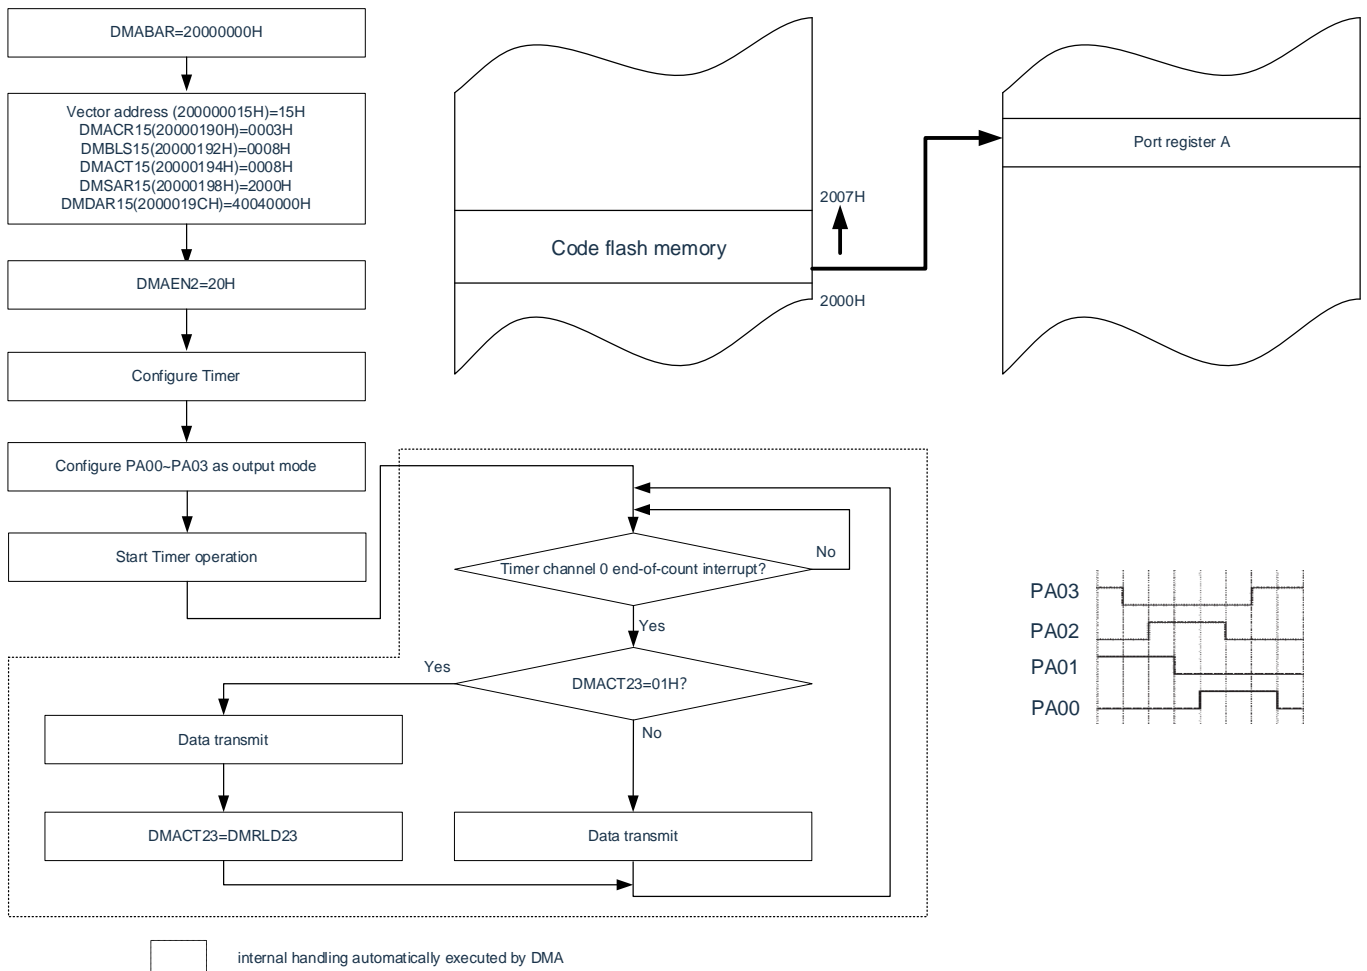 DMABAR=20000000H
Vector address (200000015H)=15H
DMACR15(20000190H)=0003H
DMBLS15(20000192H)=0008H
DMACT15(20000194H)=0008H
DMSAR15(20000198H)=2000H
DMDAR15(2000019CH)=40040000H
DMAEN2=20H
Configure Timer
Configure PA00~PA03 as output mode
Start Timer operation
Code flash memory
2007H
2000H
Port register A
Timer channel 0 end-of-count interrupt?
No
Yes
DMACT23=01H?
Yes
No
Data transmit
DMACT23=DMRLD23
Data transmit
PA03
PA02
PA01
PA00
internal handling automatically executed by DMA